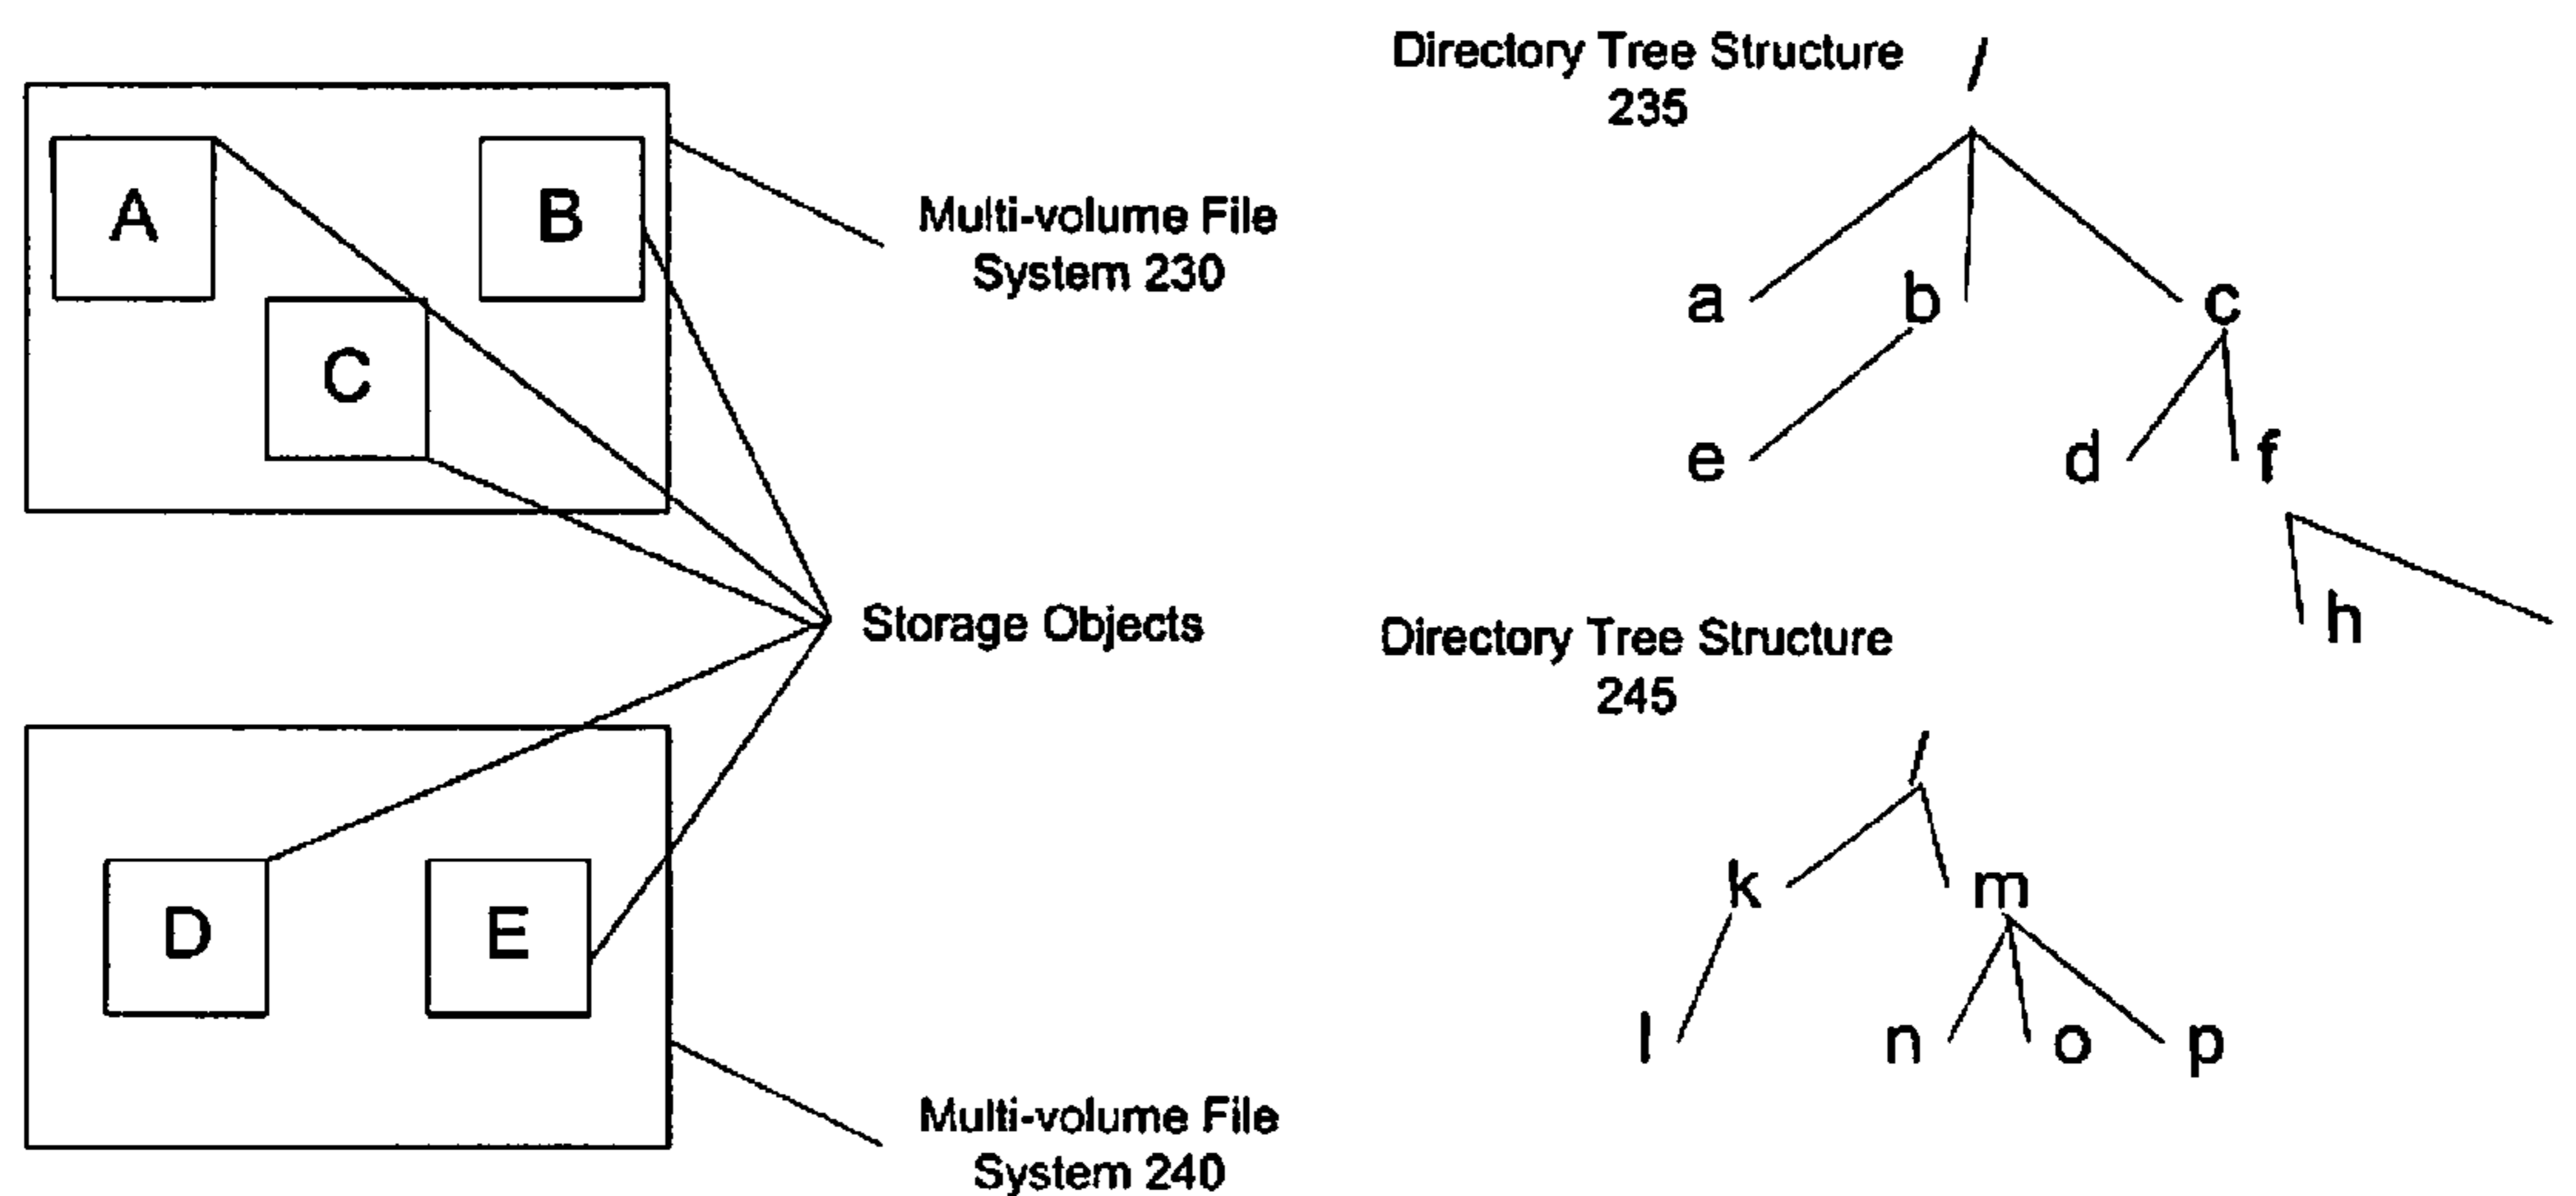 Directory Tree Structure
235
/
A
B
C
Multi-volume File
System 230
a
b
c
e
d
f
h
Storage Objects
Directory Tree Structure
245
/
k
m
l
n
o
p
D
E
Multi-volume File
System 240